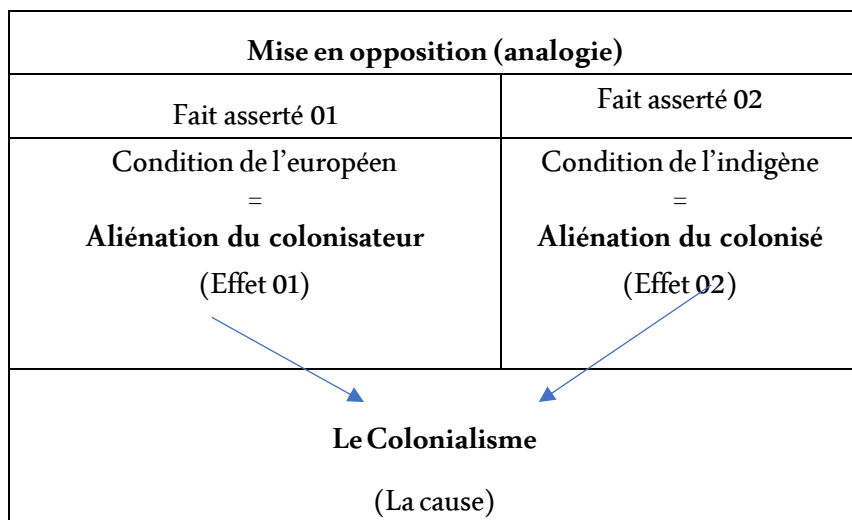 Mise en opposition (analogie)
Fait asserté 01
Fait asserté 02
Condition de l'européen
=
Aliénation du colonisateur
(Effet 01)
Condition de l'indigène
=
Aliénation du colonisé
(Effet 02)
Le Colonialisme
(La cause)